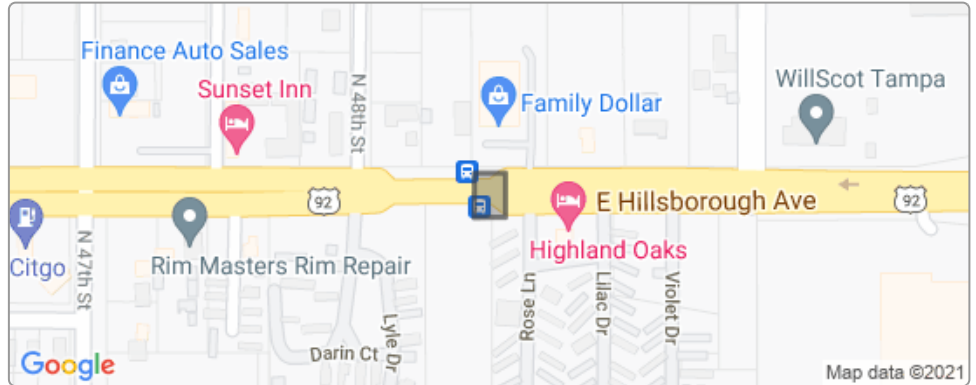 Finance Auto Sales
Sunset Inn
N 48th St
Family Dollar
WillScot Tampa
92
E Hillsborough Ave
92
Citgo
N 47th St
Rim Masters Rim Repair
Highland Oaks
Rose Ln
Lilac Dr
Violet Dr
Lyle Dr
Darin Ct
Google
Map data ©2021